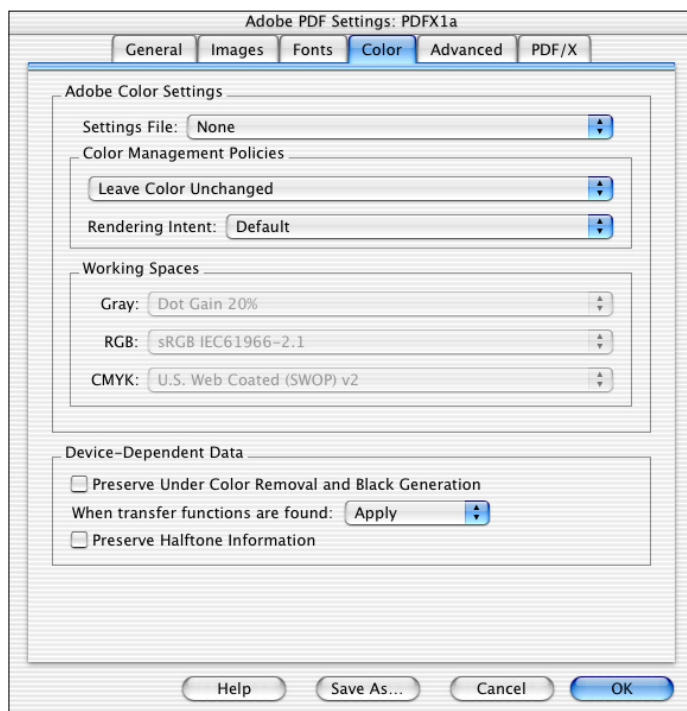 Adobe PDF Settings: PDFX1a
General Images Fonts Color Advanced PDF/X
Adobe Color Settings
Settings File: None
Color Management Policies
Leave Color Unchanged
Rendering Intent: Default
Working Spaces
Gray: Dot Gain 20%
RGB: sRGB IEC61966-2.1
CMYK: U.S. Web Coated (SWOP) v2
Device-Dependent Data
Preserve Under Color Removal and Black Generation
When transfer functions are found: Apply
Preserve Halftone Information
Help Save As... Cancel OK